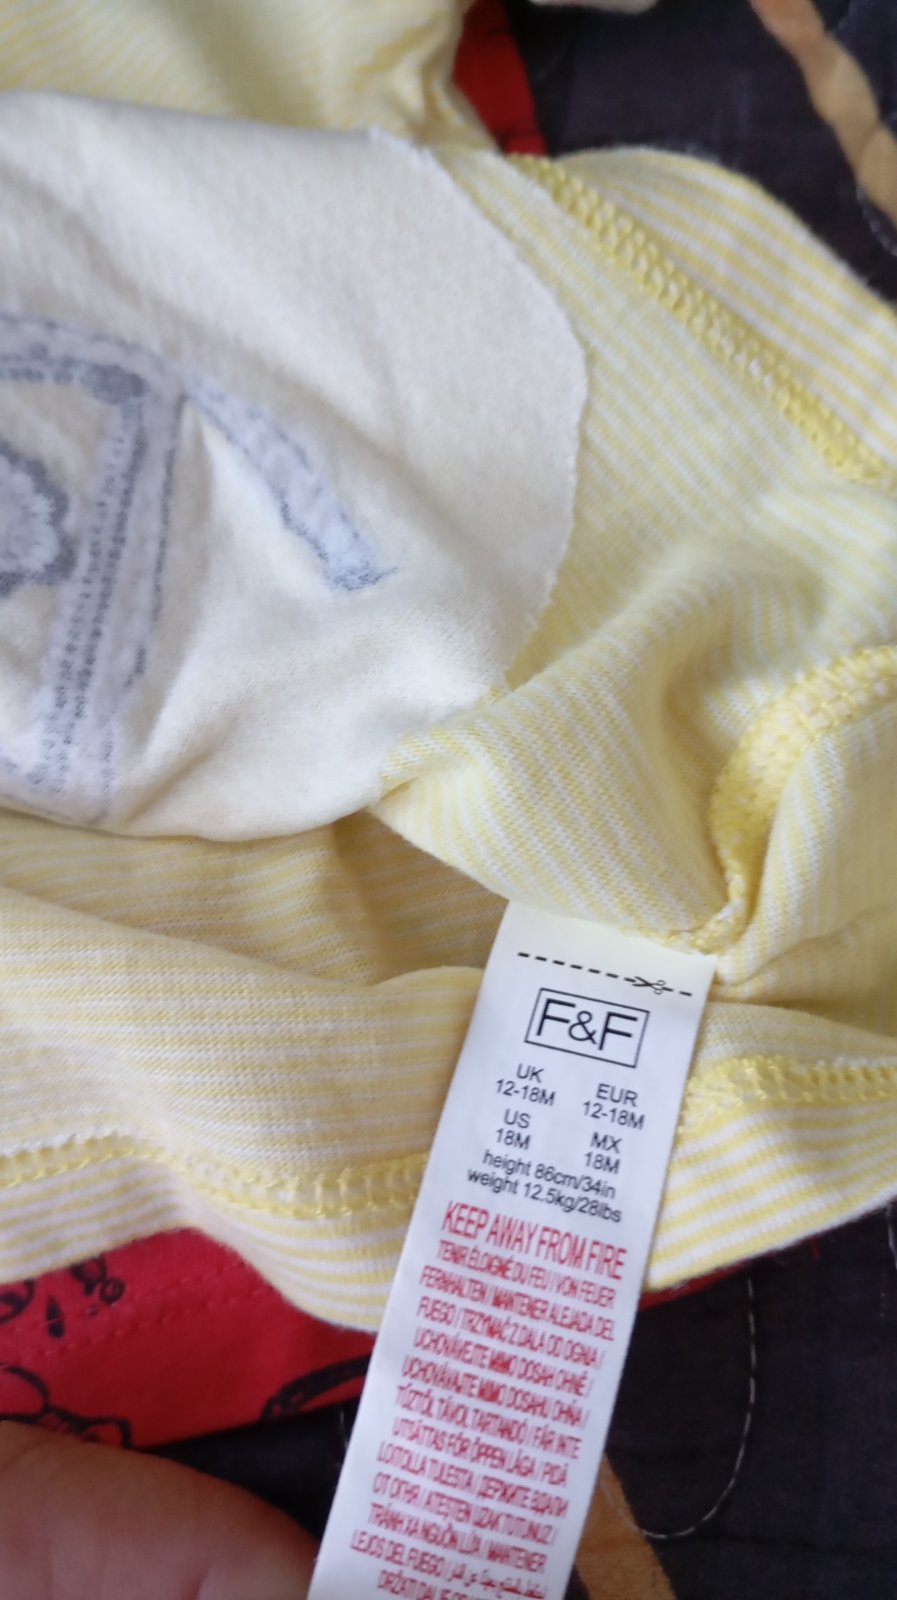 F&F
UK EUR
12-18M 12-18M
US MX
18M 18M
height 86cm/34in
weight 12.5kg/28lbs
KEEP AWAY FROM FIRE
TENIR ÉLOIGNÉ DU FEU / VON FEUER
FERNHALTEN / MANTENER ALEJADA DEL
FUEGO / TRZYMAĆ Z DALA OD OGNIA /
UCHOVÁVEJTE MIMO DOSAH OHNĚ /
UCHOVÁVAJTE MIMO DOSAHU OHŇA /
TŰZTŐL TÁVOL TARTANDÓ / FÅR INTE
UTSÄTTAS FÖR ÖPPEN LÅGA / PIDÄ
LOITOLLA TULESTA / ДЕРЖИТЕ ВДАЛИ
ОТ ОГНЯ / ATEŞTEN UZAK TUTUNUZ /
TRÁNH XA NGUỒN LỬA / MANTENER
LEJOS DEL FUEGO /
DRŽATI DALJE